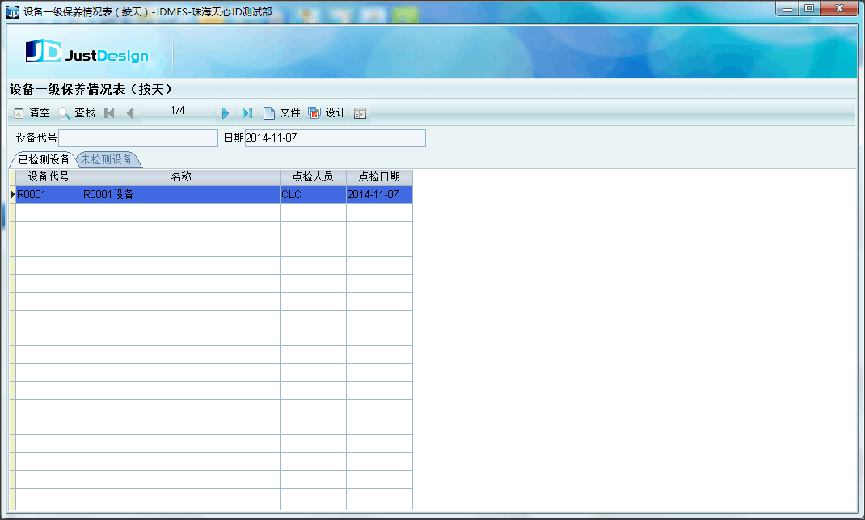 设备一级保养情况表（按天）-JDMES-珠海天心JD测试部
JD JustDesign
设备一级保养情况表（按天）
清空 查找 1/4 文件 设计
设备代号 日期 2014-11-07
已检测设备 未检测设备
设备代号 名称 点检人员 点检日期
R0001 R0001设备 CLC 2014-11-07